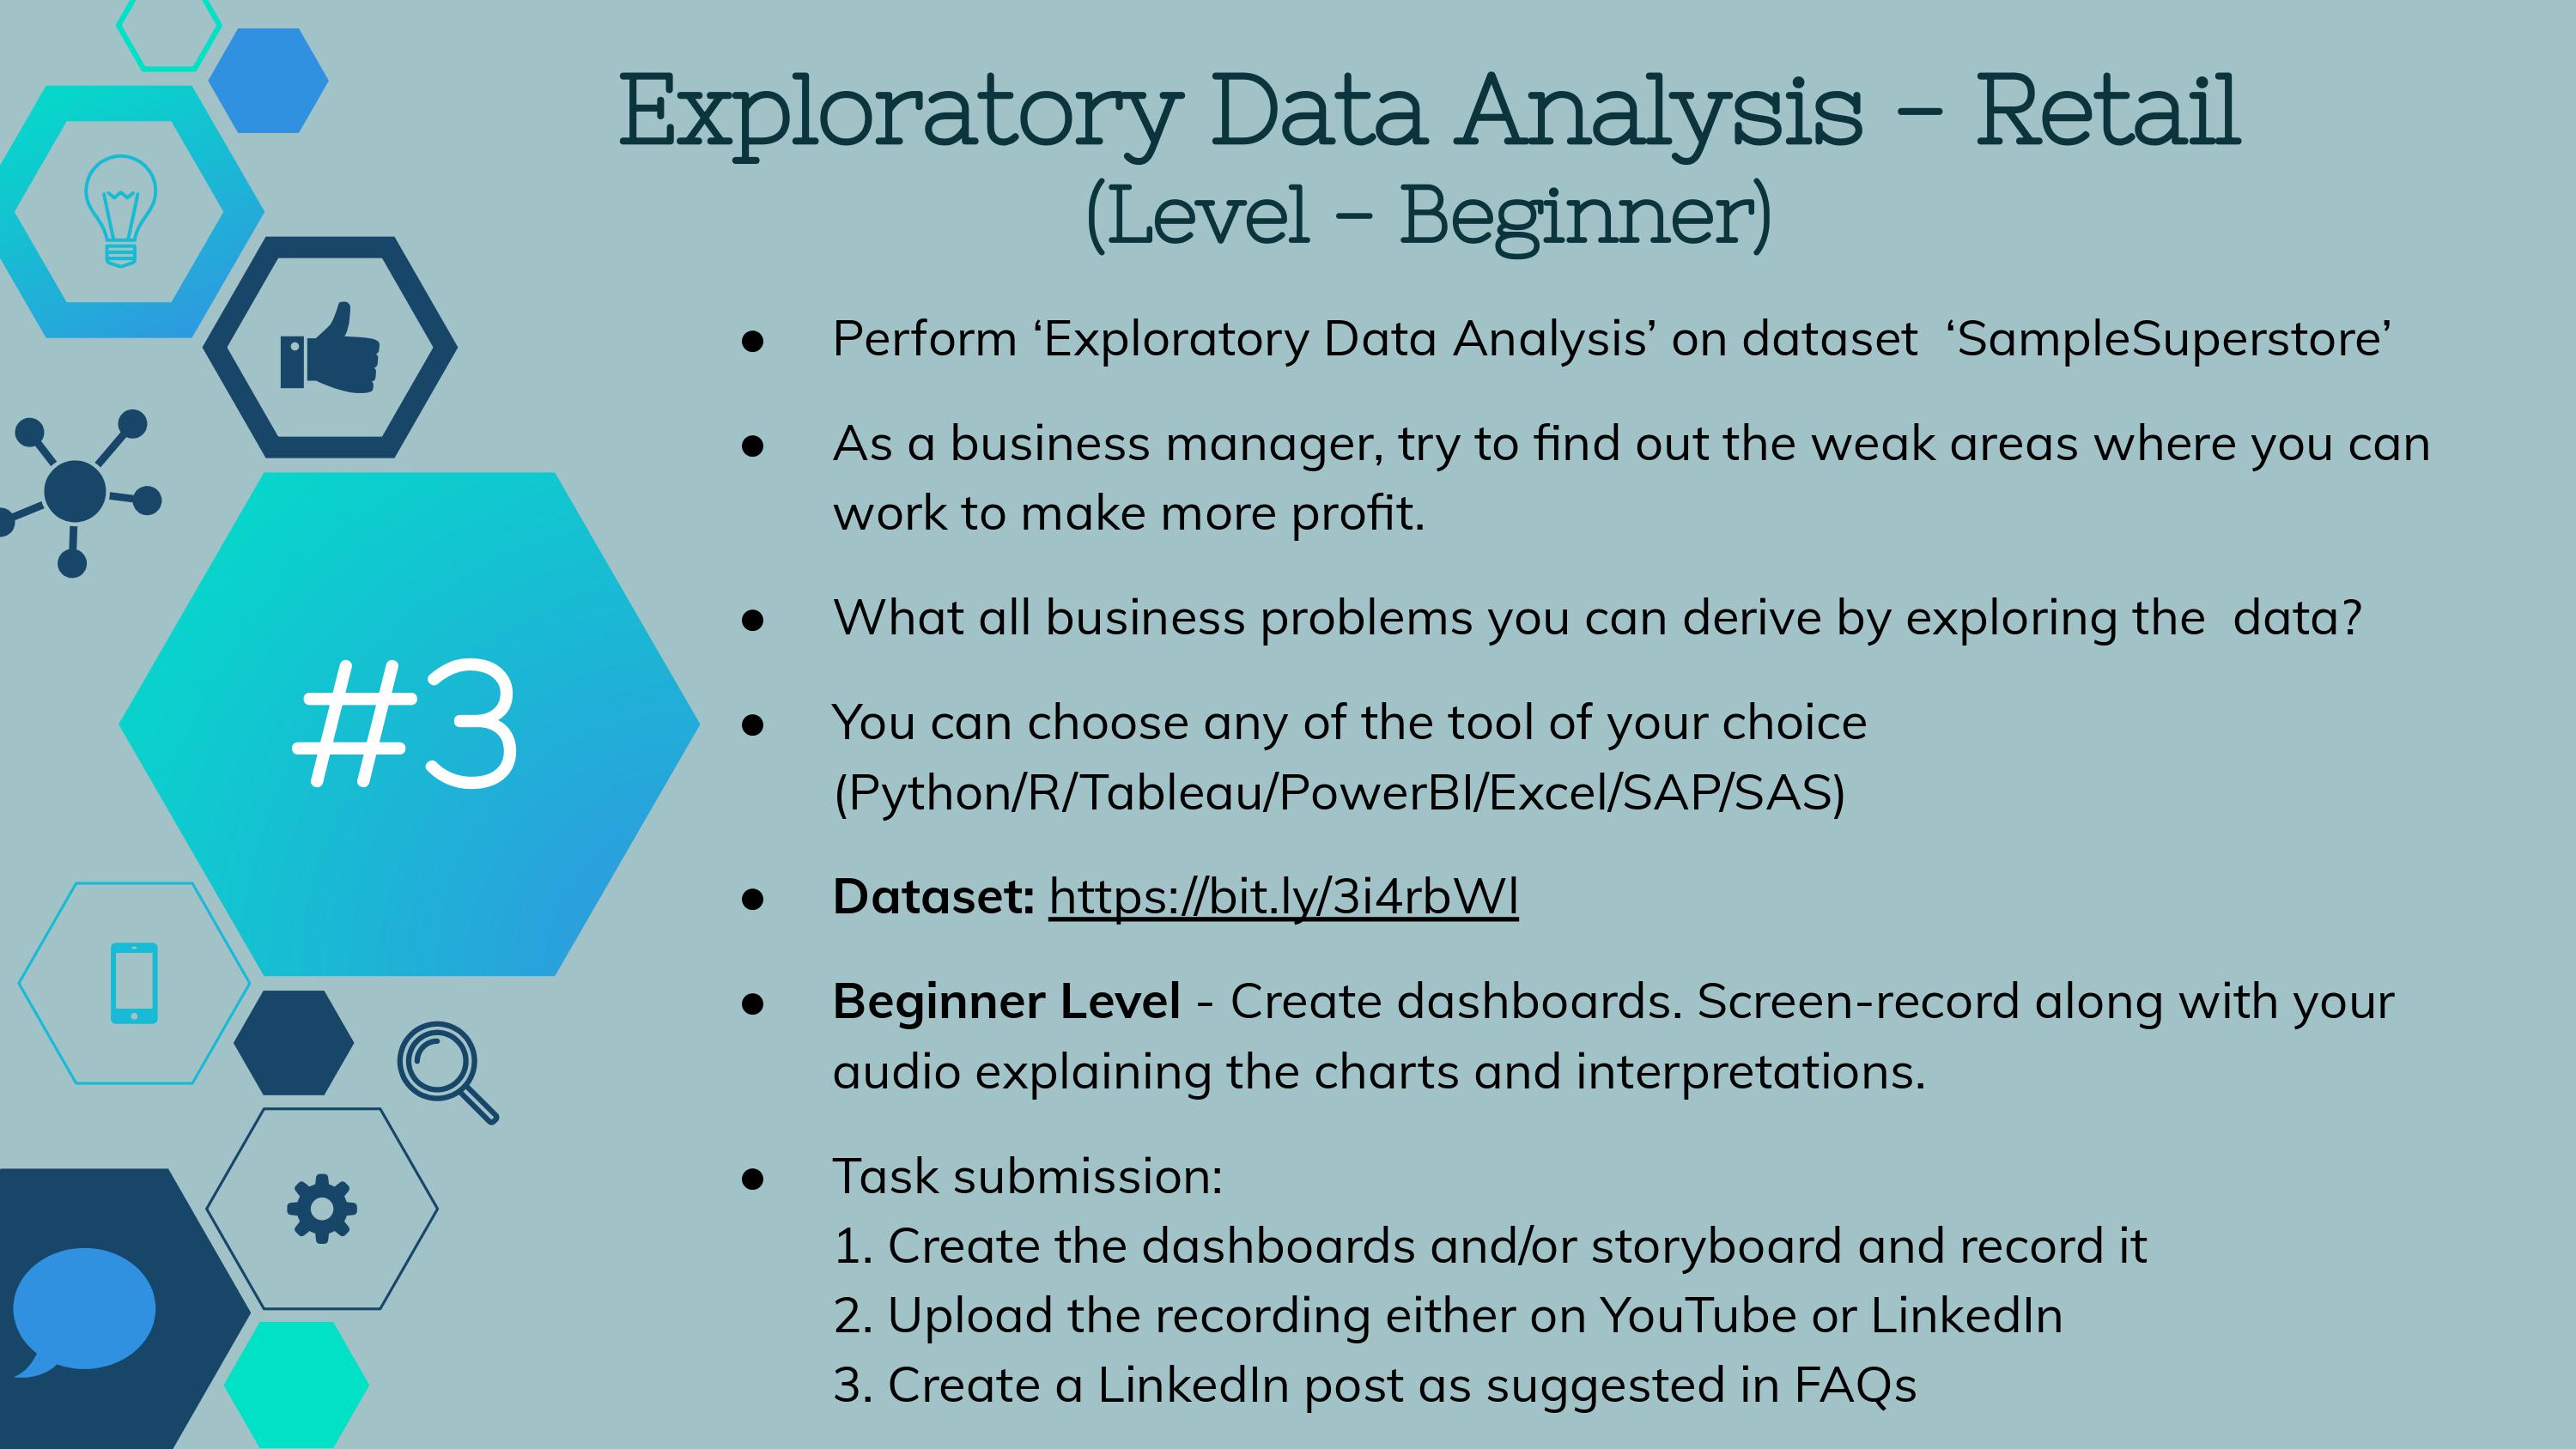 Exploratory Data Analysis - Retail
(Level - Beginner)
#3
● Perform ‘Exploratory Data Analysis’ on dataset  ‘SampleSuperstore’
● As a business manager, try to find out the weak areas where you can
work to make more profit.
● What all business problems you can derive by exploring the  data?
● You can choose any of the tool of your choice
(Python/R/Tableau/PowerBI/Excel/SAP/SAS)
● Dataset: https://bit.ly/3i4rbWl
● Beginner Level - Create dashboards. Screen-record along with your
audio explaining the charts and interpretations.
● Task submission:
1. Create the dashboards and/or storyboard and record it
2. Upload the recording either on YouTube or LinkedIn
3. Create a LinkedIn post as suggested in FAQs